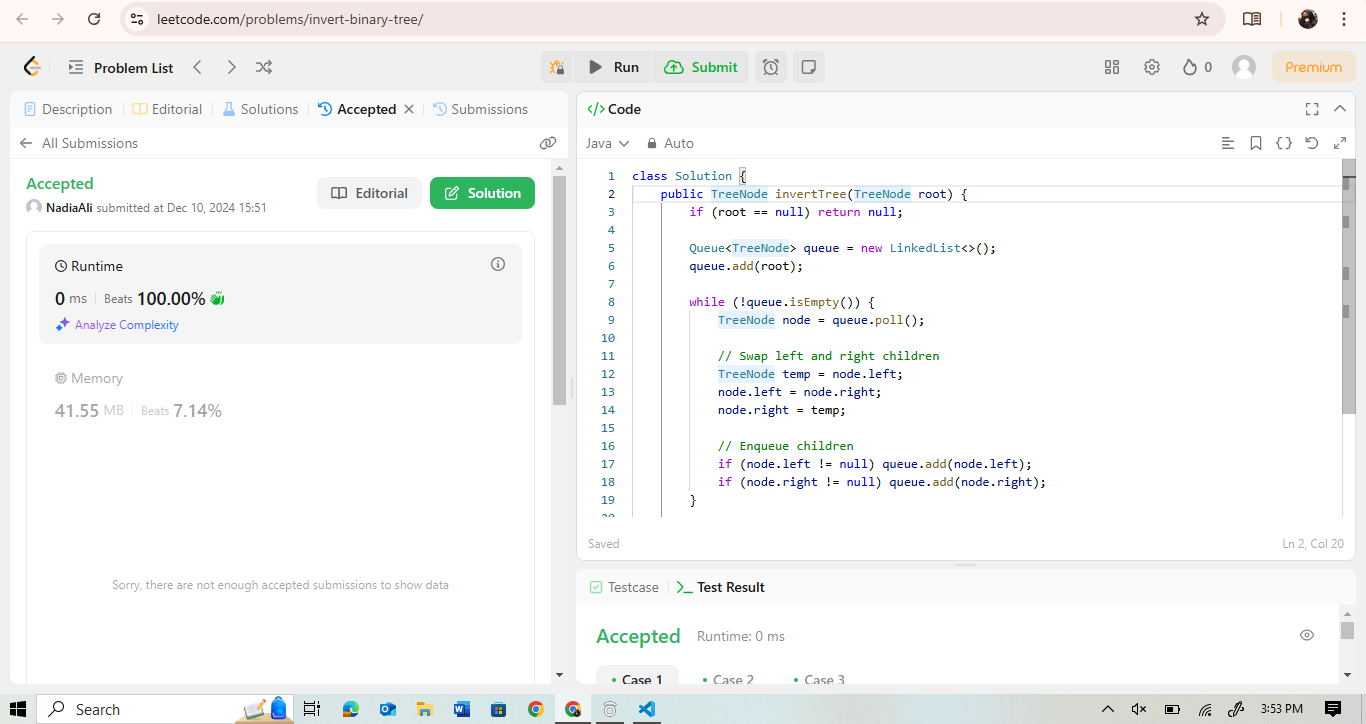 leetcode.com/problems/invert-binary-tree/
Problem List
Run
Submit
0
Premium
Description
Editorial
Solutions
Accepted
Submissions
All Submissions
Accepted
Editorial
Solution
NadiaAli submitted at Dec 10, 2024 15:51
Runtime
0 ms Beats 100.00%
Analyze Complexity
Memory
41.55 MB Beats 7.14%
Sorry, there are not enough accepted submissions to show data
</> Code
Java
Auto
1 class Solution {
2 public TreeNode invertTree(TreeNode root) {
3 if (root == null) return null;
4
5 Queue<TreeNode> queue = new LinkedList<>();
6 queue.add(root);
7
8 while (!queue.isEmpty()) {
9 TreeNode node = queue.poll();
10
11 // Swap left and right children
12 TreeNode temp = node.left;
13 node.left = node.right;
14 node.right = temp;
15
16 // Enqueue children
17 if (node.left != null) queue.add(node.left);
18 if (node.right != null) queue.add(node.right);
19 }
20
Saved
Ln 2, Col 20
Testcase
Test Result
Accepted Runtime: 0 ms
Case 1
Case 2
Case 3
Search
3:53 PM